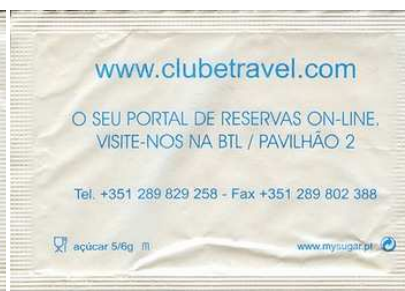 www.clubetravel.com
O SEU PORTAL DE RESERVAS ON-LINE.
VISITE-NOS NA BTL / PAVILHÃO 2
Tel. +351 289 829 258 - Fax +351 289 802 388
açúcar 5/6g m
www.mysugar.pt